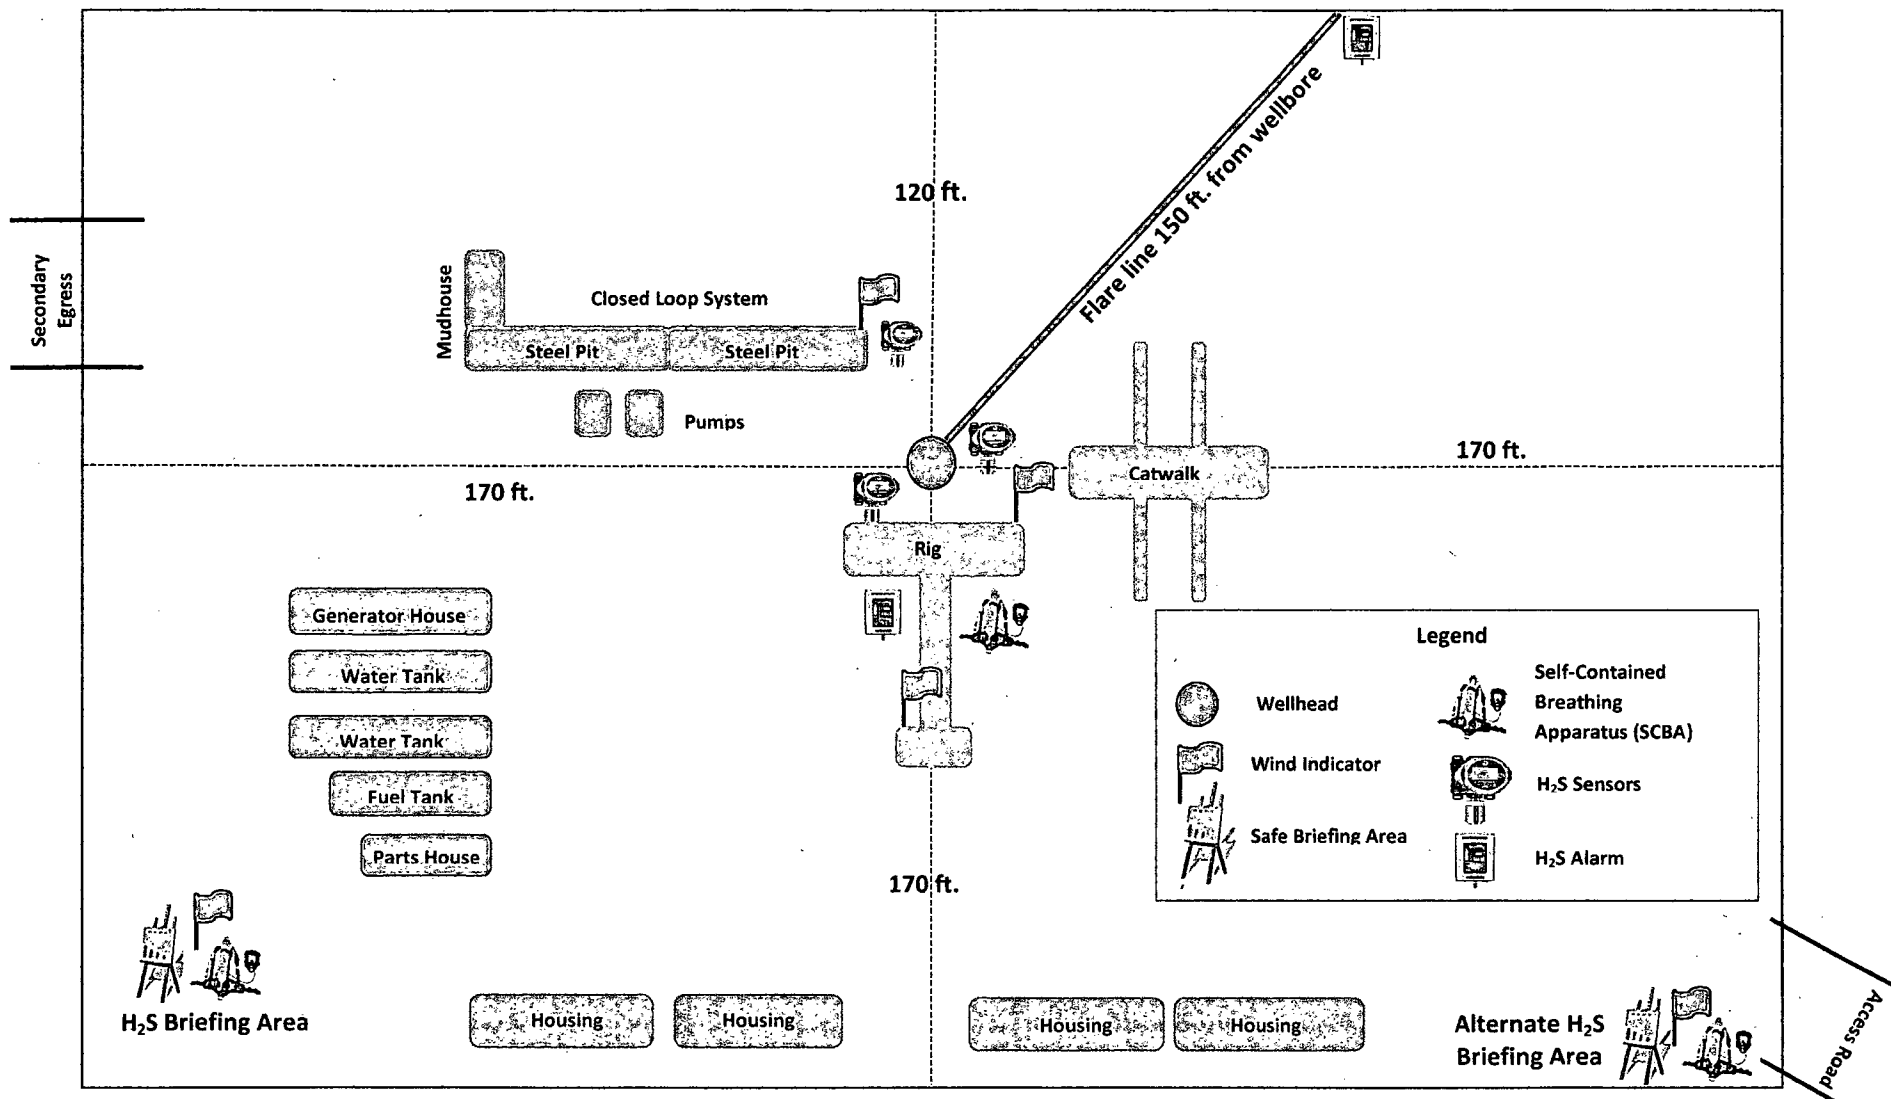 120 ft.
Flare line 150 ft. from wellbore
Secondary
Egress
Mudhouse
Closed Loop System
Steel Pit
Steel Pit
Pumps
170 ft.
Catwalk
170 ft.
Rig
Generator House
Water Tank
Water Tank
Fuel Tank
Parts House
170 ft.
Legend
Wellhead
Wind Indicator
Safe Briefing Area
Self-Contained
Breathing
Apparatus (SCBA)
H₂S Sensors
H₂S Alarm
H₂S Briefing Area
Housing
Housing
Housing
Housing
Alternate H₂S
Briefing Area
Access Road